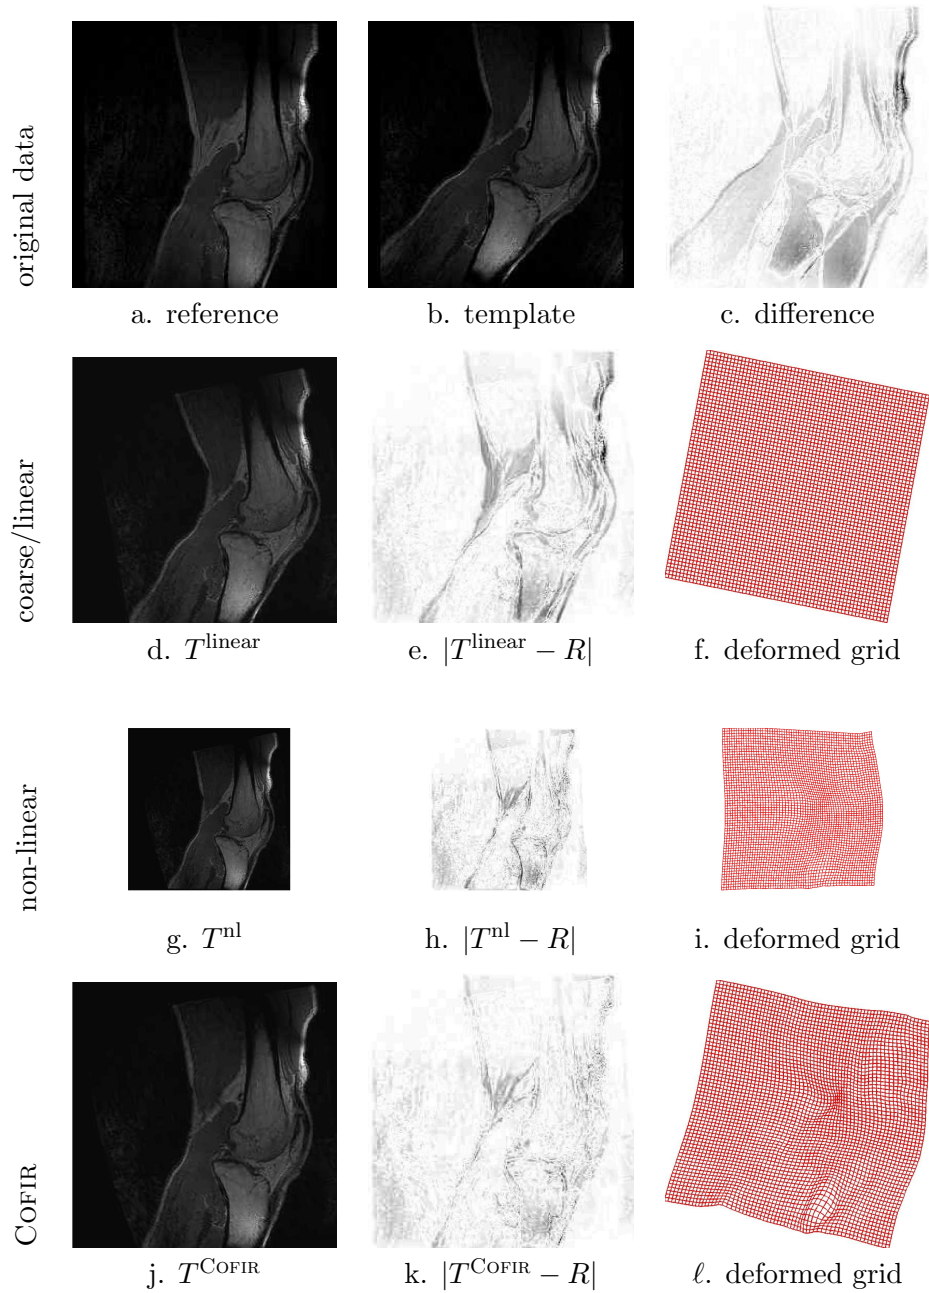 original data
a. reference
b. template
c. difference
coarse/linear
d. T^linear
e. |T^linear − R|
f. deformed grid
non-linear
g. T^nl
h. |T^nl − R|
i. deformed grid
COFIR
j. T^COFIR
k. |T^COFIR − R|
ℓ. deformed grid